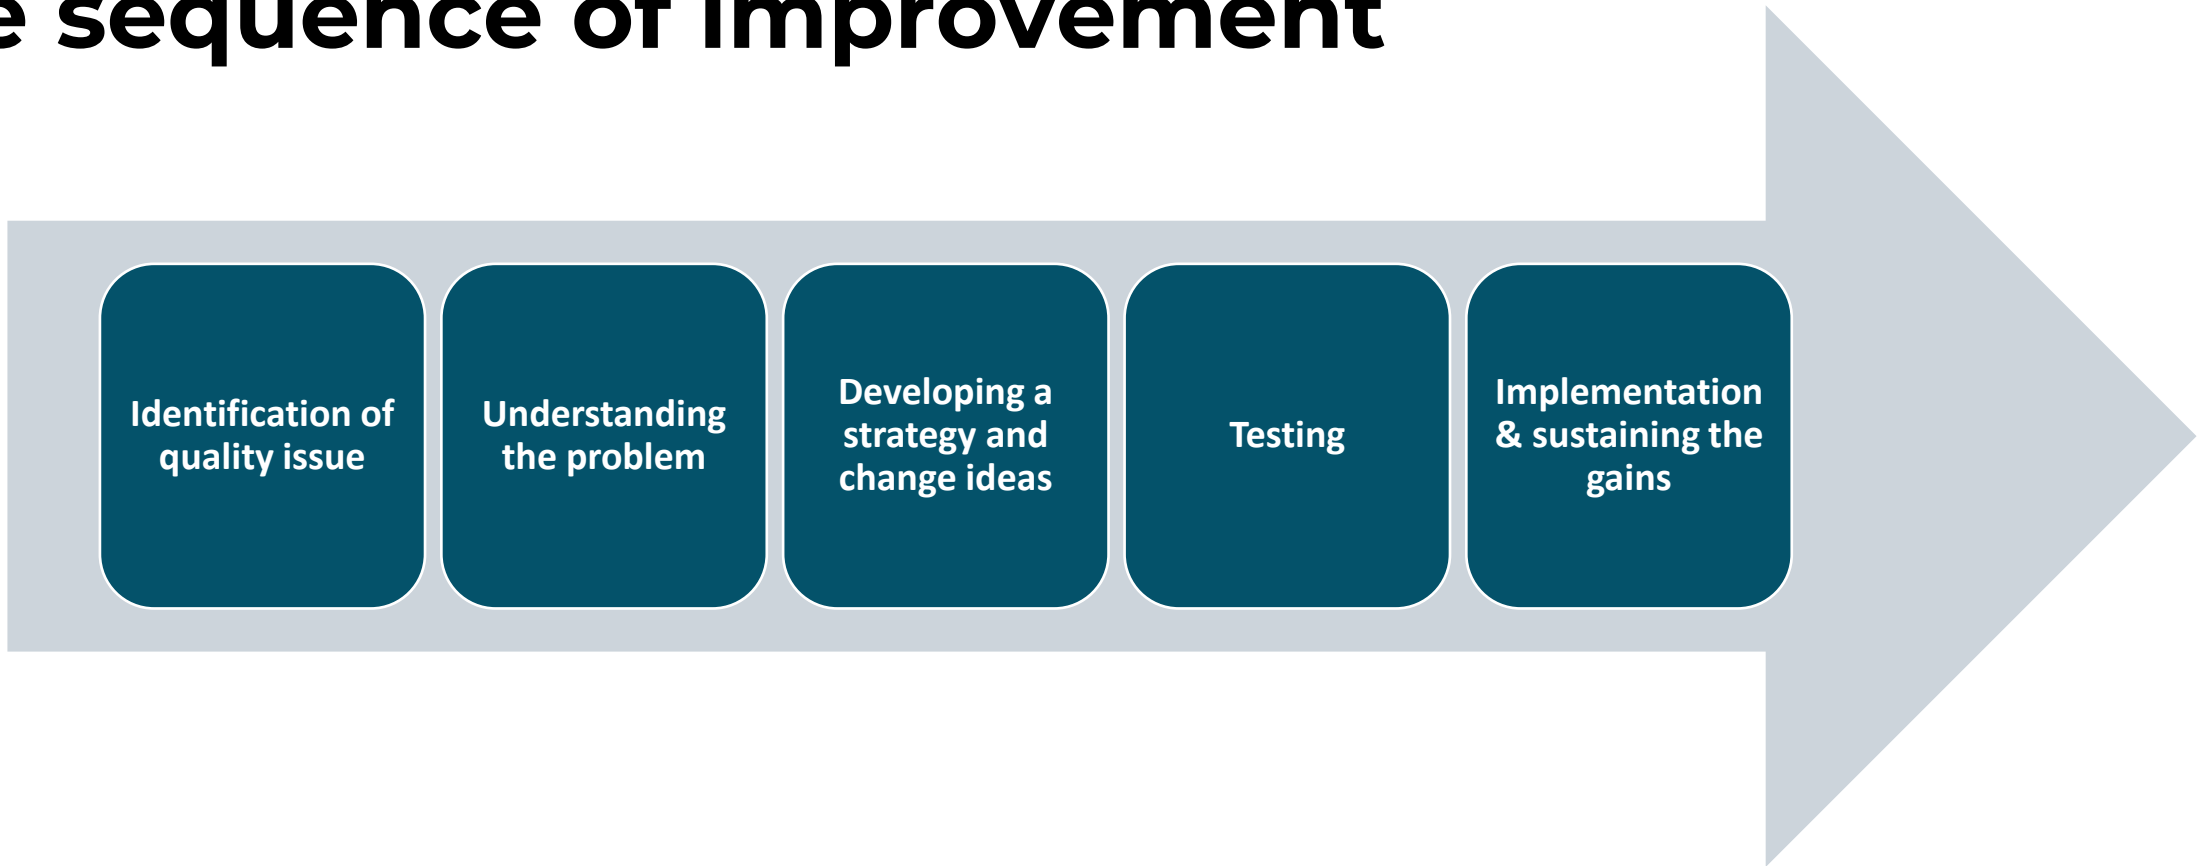 e sequence of improvement
Identification of
quality issue
Understanding
the problem
Developing a
strategy and
change ideas
Testing
Implementation
& sustaining the
gains